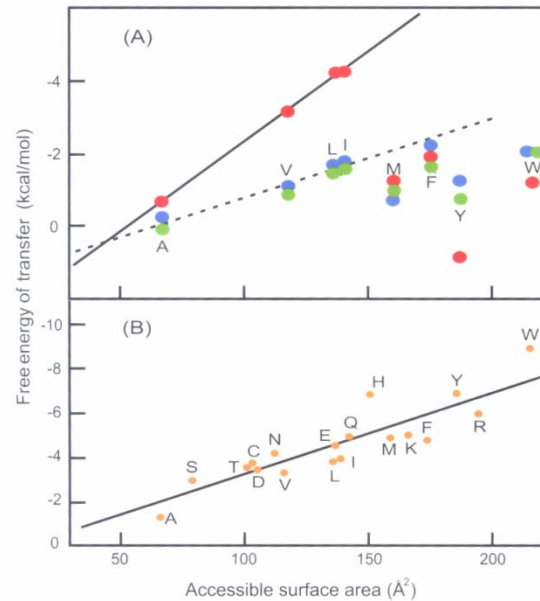 (A)
-4
-2
0
L I
V
M
A
F
Y
W
Free energy of transfer (kcal/mol)
(B)
-10
-8
-6
-4
-2
0
W
H
Y
N
E
Q
S
T
C
F
R
D
V
L
I
M
K
A
50
100
150
200
Accessible surface area (Å²)